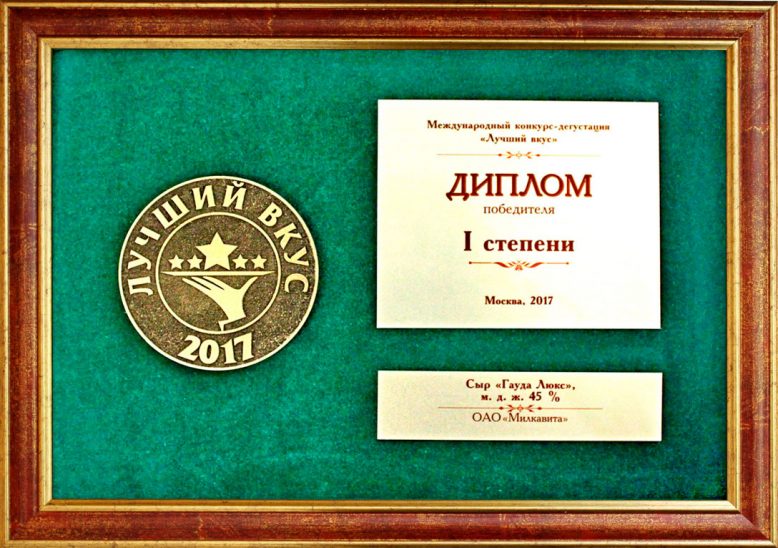 ЛУЧШИЙ ВКУС
2017
Международный конкурс-дегустация
«Лучший вкус»
ДИПЛОМ
победителя
I степени
Москва, 2017
Сыр «Гауда Люкс»,
м. д. ж. 45 %
ОАО «Милкавита»